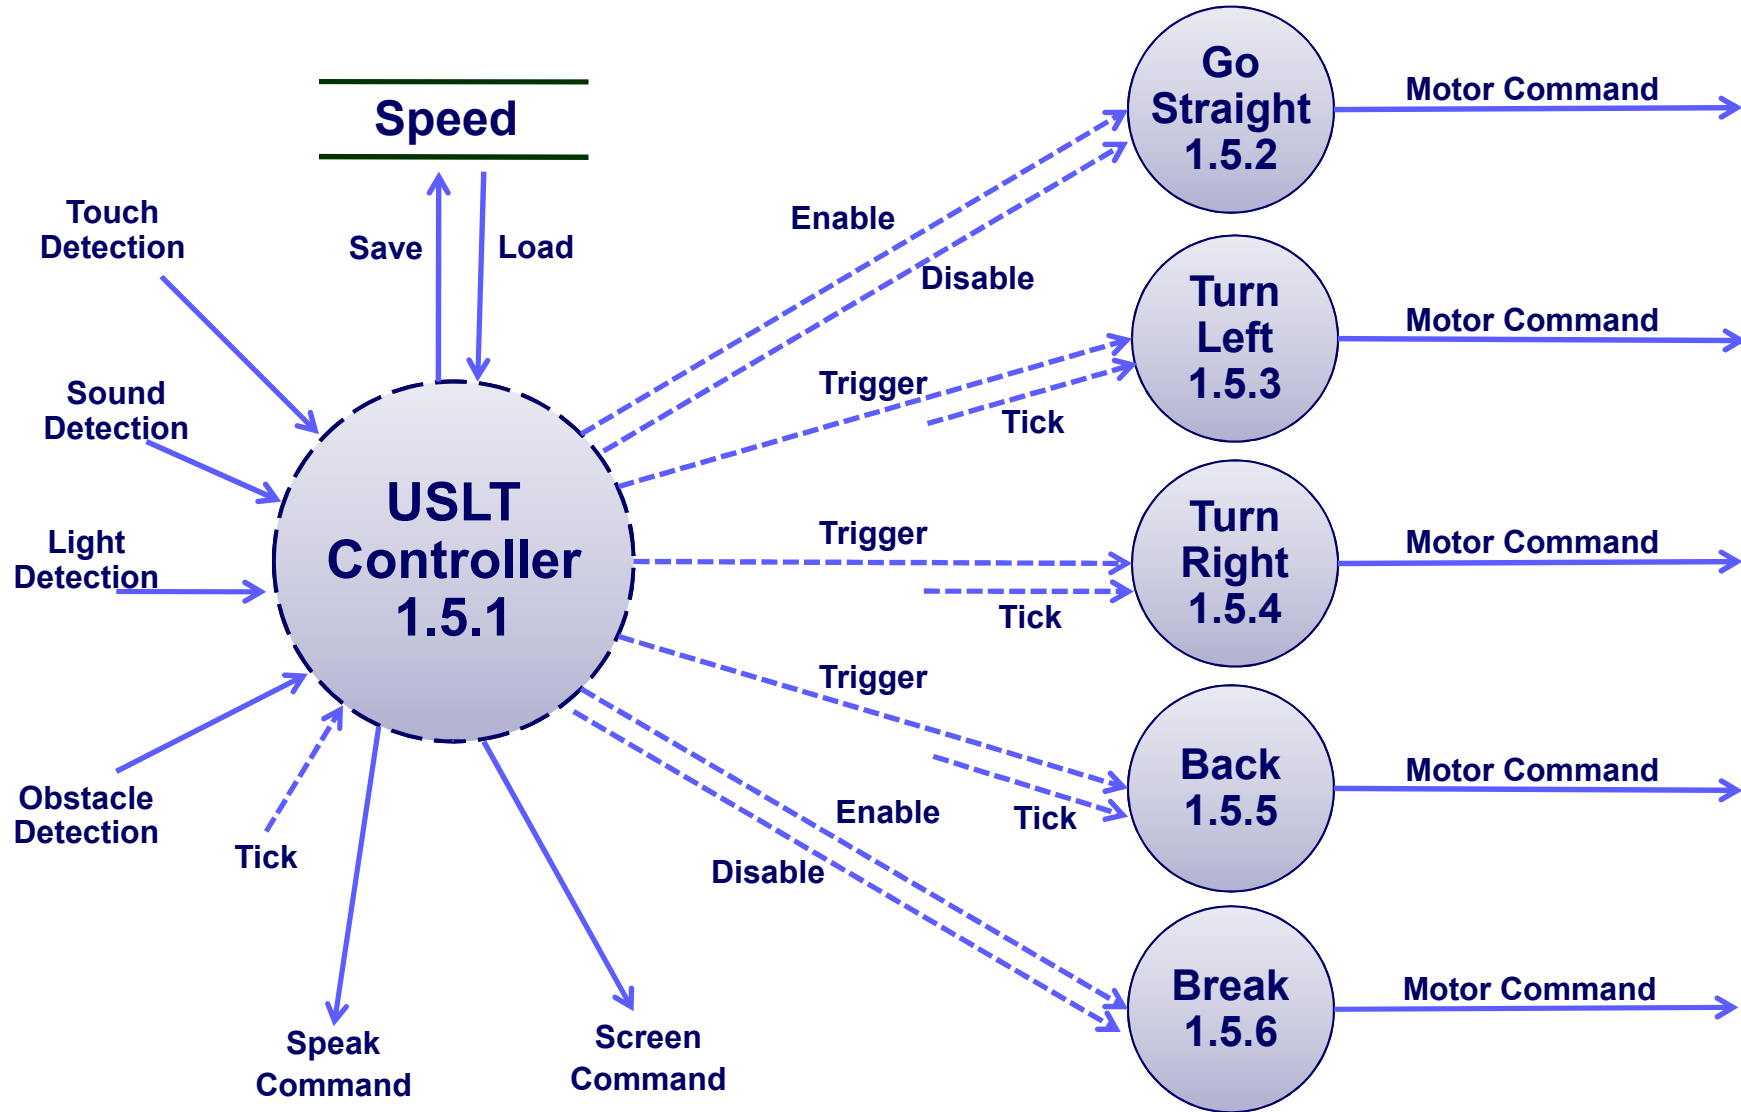 Speed
Save
Load
Touch
Detection
Sound
Detection
Light
Detection
Obstacle
Detection
Tick
USLT
Controller
1.5.1
Speak
Command
Screen
Command
Enable
Disable
Go
Straight
1.5.2
Motor Command
Trigger
Tick
Turn
Left
1.5.3
Motor Command
Trigger
Tick
Turn
Right
1.5.4
Motor Command
Trigger
Tick
Back
1.5.5
Motor Command
Enable
Disable
Break
1.5.6
Motor Command